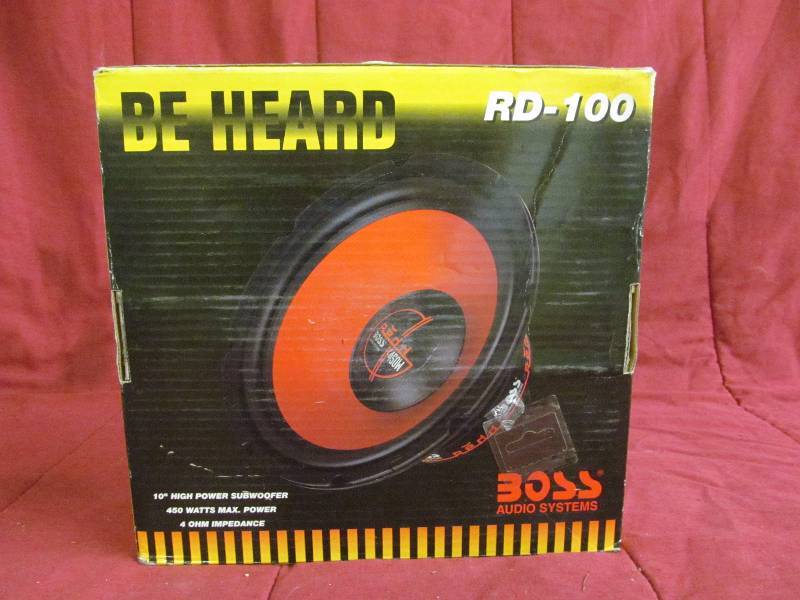 BE HEARD
RD-100
BOSS
10" HIGH POWER SUBWOOFER
450 WATTS MAX. POWER
4 OHM IMPEDANCE
BOSS®
AUDIO SYSTEMS